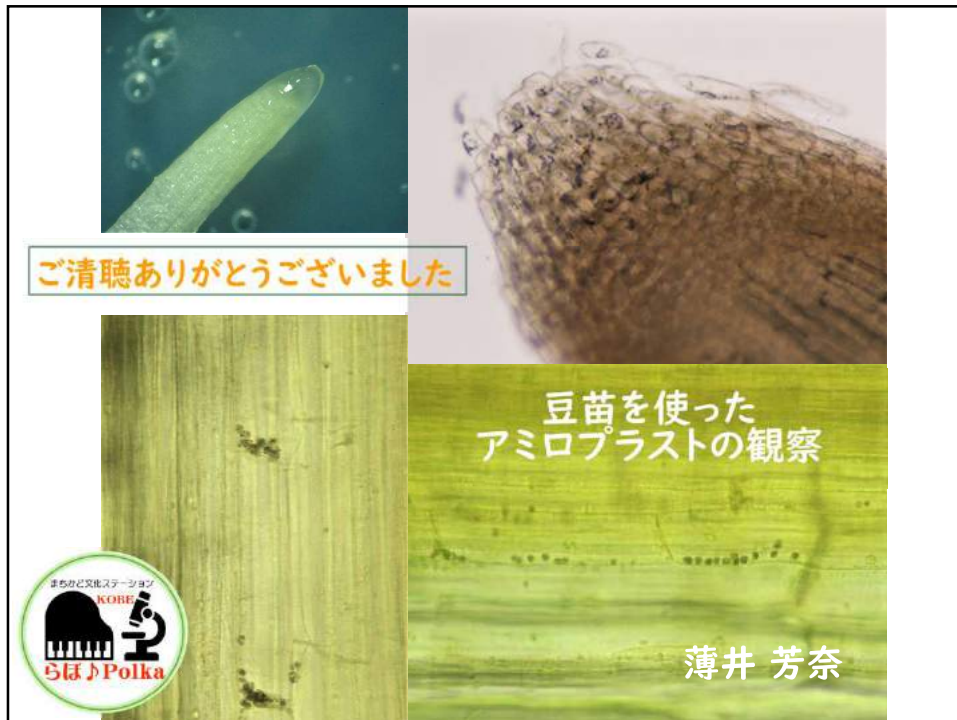 ご清聴ありがとうございました
豆苗を使った
アミロプラストの観察
まちかど文化ステーション
KOBE
らぼ♪Polka
薄井 芳奈